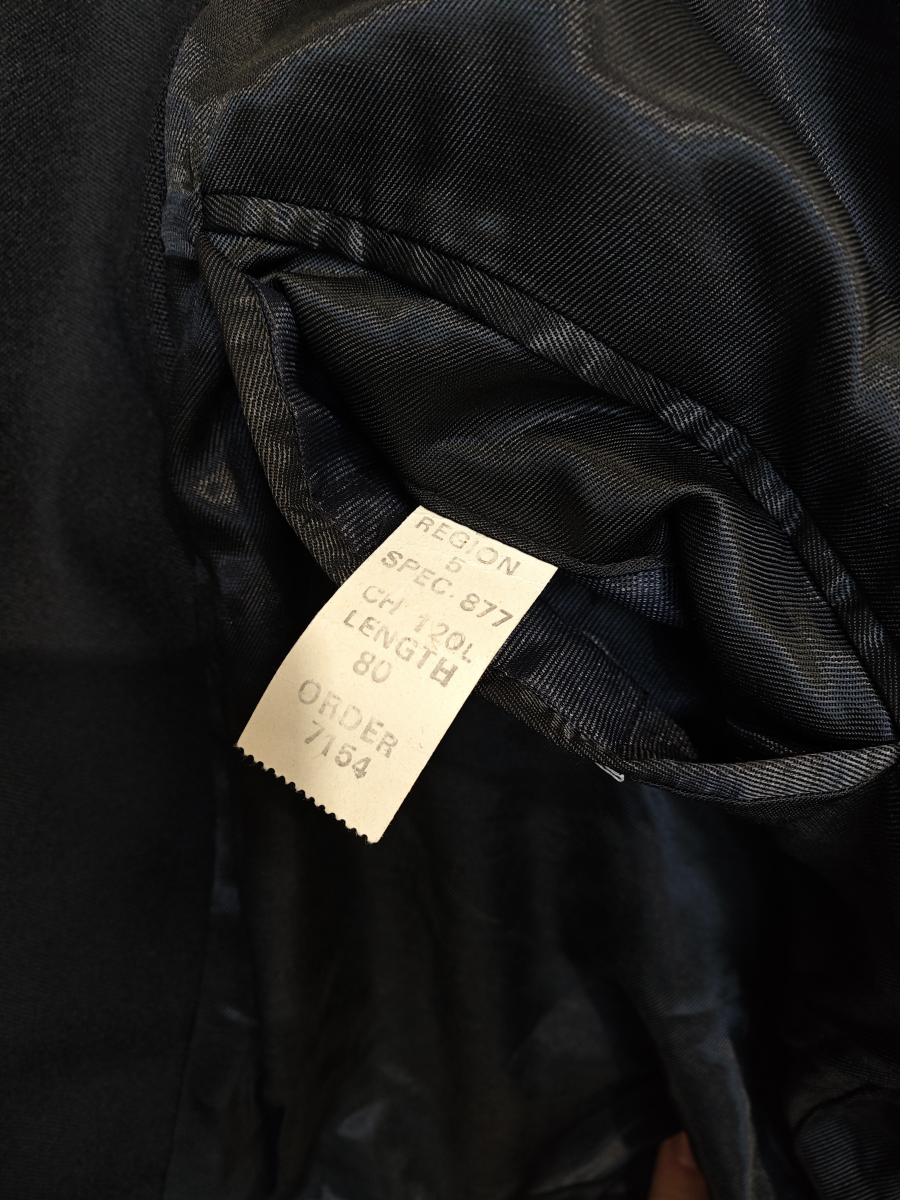 REGION
5
SPEC. 877
CH 120L
LENGTH
80
ORDER
7154